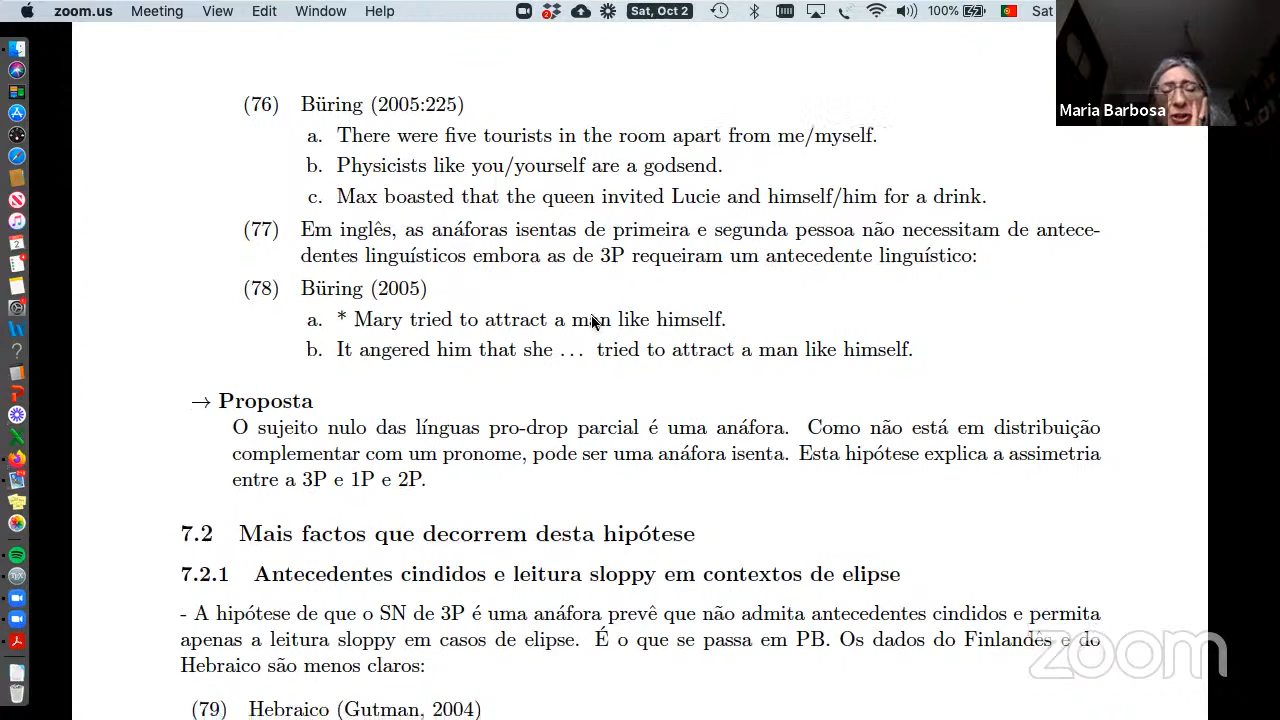 zoom.us Meeting View Edit Window Help Sat, Oct 2 100% Sat
Maria Barbosa
(76) Büring (2005:225)
a. There were five tourists in the room apart from me/myself.
b. Physicists like you/yourself are a godsend.
c. Max boasted that the queen invited Lucie and himself/him for a drink.
(77) Em inglês, as anáforas isentas de primeira e segunda pessoa não necessitam de antece-
dentes linguísticos embora as de 3P requeiram um antecedente linguístico:
(78) Büring (2005)
a. * Mary tried to attract a man like himself.
b. It angered him that she ... tried to attract a man like himself.
→ Proposta
O sujeito nulo das línguas pro-drop parcial é uma anáfora. Como não está em distribuição
complementar com um pronome, pode ser uma anáfora isenta. Esta hipótese explica a assimetria
entre a 3P e 1P e 2P.
7.2 Mais factos que decorrem desta hipótese
7.2.1 Antecedentes cindidos e leitura sloppy em contextos de elipse
- A hipótese de que o SN de 3P é uma anáfora prevê que não admita antecedentes cindidos e permita
apenas a leitura sloppy em casos de elipse. É o que se passa em PB. Os dados do Finlandês e do
Hebraico são menos claros:
zoom
(79) Hebraico (Gutman, 2004)